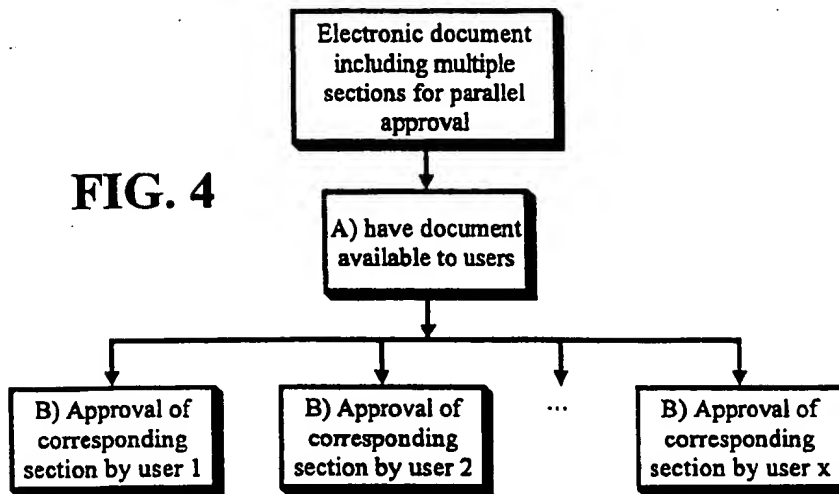 Electronic document
including multiple
sections for parallel
approval
FIG. 4
A) have document
available to users
B) Approval of
corresponding
section by user 1
B) Approval of
corresponding
section by user 2
...
B) Approval of
corresponding
section by user x